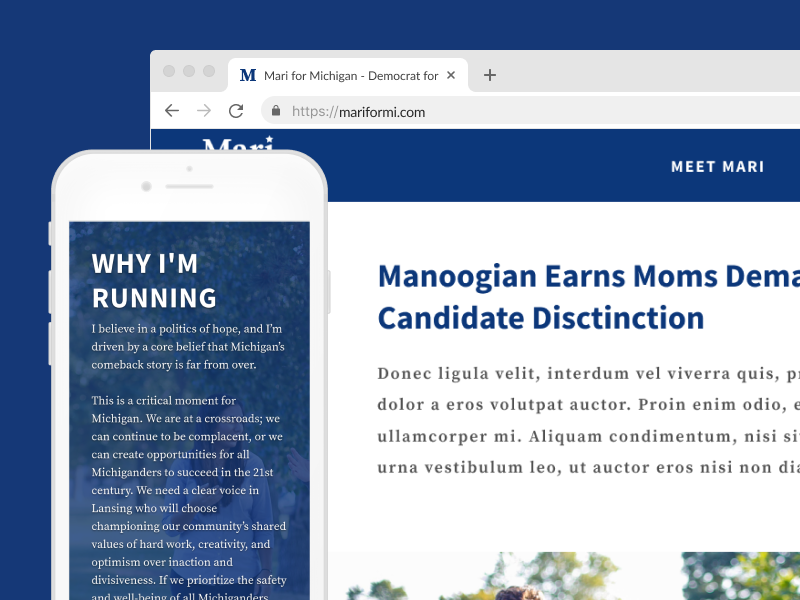 M Mari for Michigan - Democrat for
https://mariformi.com
Mari
MEET MARI
WHY I'M
RUNNING
I believe in a politics of hope, and I'm
driven by a core belief that Michigan's
comeback story is far from over.
This is a critical moment for
Michigan. We are at a crossroads; we
can continue to be complacent, or we
can create opportunities for all
Michiganders to succeed in the 21st
century. We need a clear voice in
Lansing who will choose
championing our community's shared
values of hard work, creativity, and
optimism over inaction and
divisiveness. If we prioritize the safety
and well-being of all Michiganders
Manoogian Earns Moms Dema
Candidate Disctinction
Donec ligula velit, interdum vel viverra quis, p
dolor a eros volutpat auctor. Proin enim odio, e
ullamcorper mi. Aliquam condimentum, nisi si
urna vestibulum leo, ut auctor eros nisi non dia